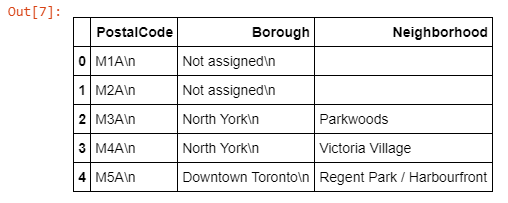 Out[7]:
PostalCode Borough Neighborhood
0 M1A\n Not assigned\n
1 M2A\n Not assigned\n
2 M3A\n North York\n Parkwoods
3 M4A\n North York\n Victoria Village
4 M5A\n Downtown Toronto\n Regent Park / Harbourfront